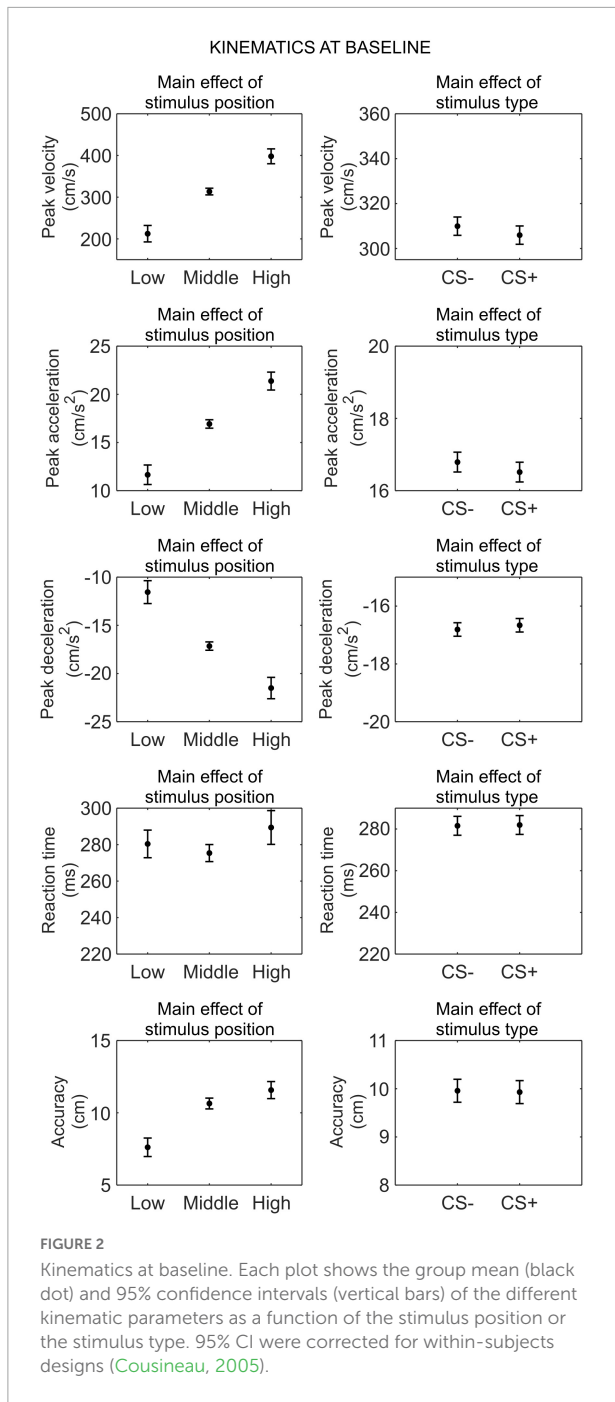 KINEMATICS AT BASELINE
Main effect of
stimulus position
Peak velocity
(cm/s)
500
400
300
200
Low Middle High
Main effect of
stimulus type
Peak velocity
(cm/s)
360
340
320
300
CS- CS+
Main effect of
stimulus position
Peak acceleration
(cm/s²)
25
20
15
10
Low Middle High
Main effect of
stimulus type
Peak acceleration
(cm/s²)
20
18
16
CS- CS+
Main effect of
stimulus position
Peak deceleration
(cm/s²)
-10
-15
-20
-25
Low Middle High
Main effect of
stimulus type
Peak deceleration
(cm/s²)
-16
-18
-20
CS- CS+
Main effect of
stimulus position
Reaction time
(ms)
300
280
260
240
220
Low Middle High
Main effect of
stimulus type
Reaction time
(ms)
280
260
240
220
CS- CS+
Main effect of
stimulus position
Accuracy
(cm)
15
10
5
Low Middle High
Main effect of
stimulus type
Accuracy
(cm)
11
10
9
8
CS- CS+
FIGURE 2
Kinematics at baseline. Each plot shows the group mean (black
dot) and 95% confidence intervals (vertical bars) of the different
kinematic parameters as a function of the stimulus position or
the stimulus type. 95% CI were corrected for within-subjects
designs (Cousineau, 2005).